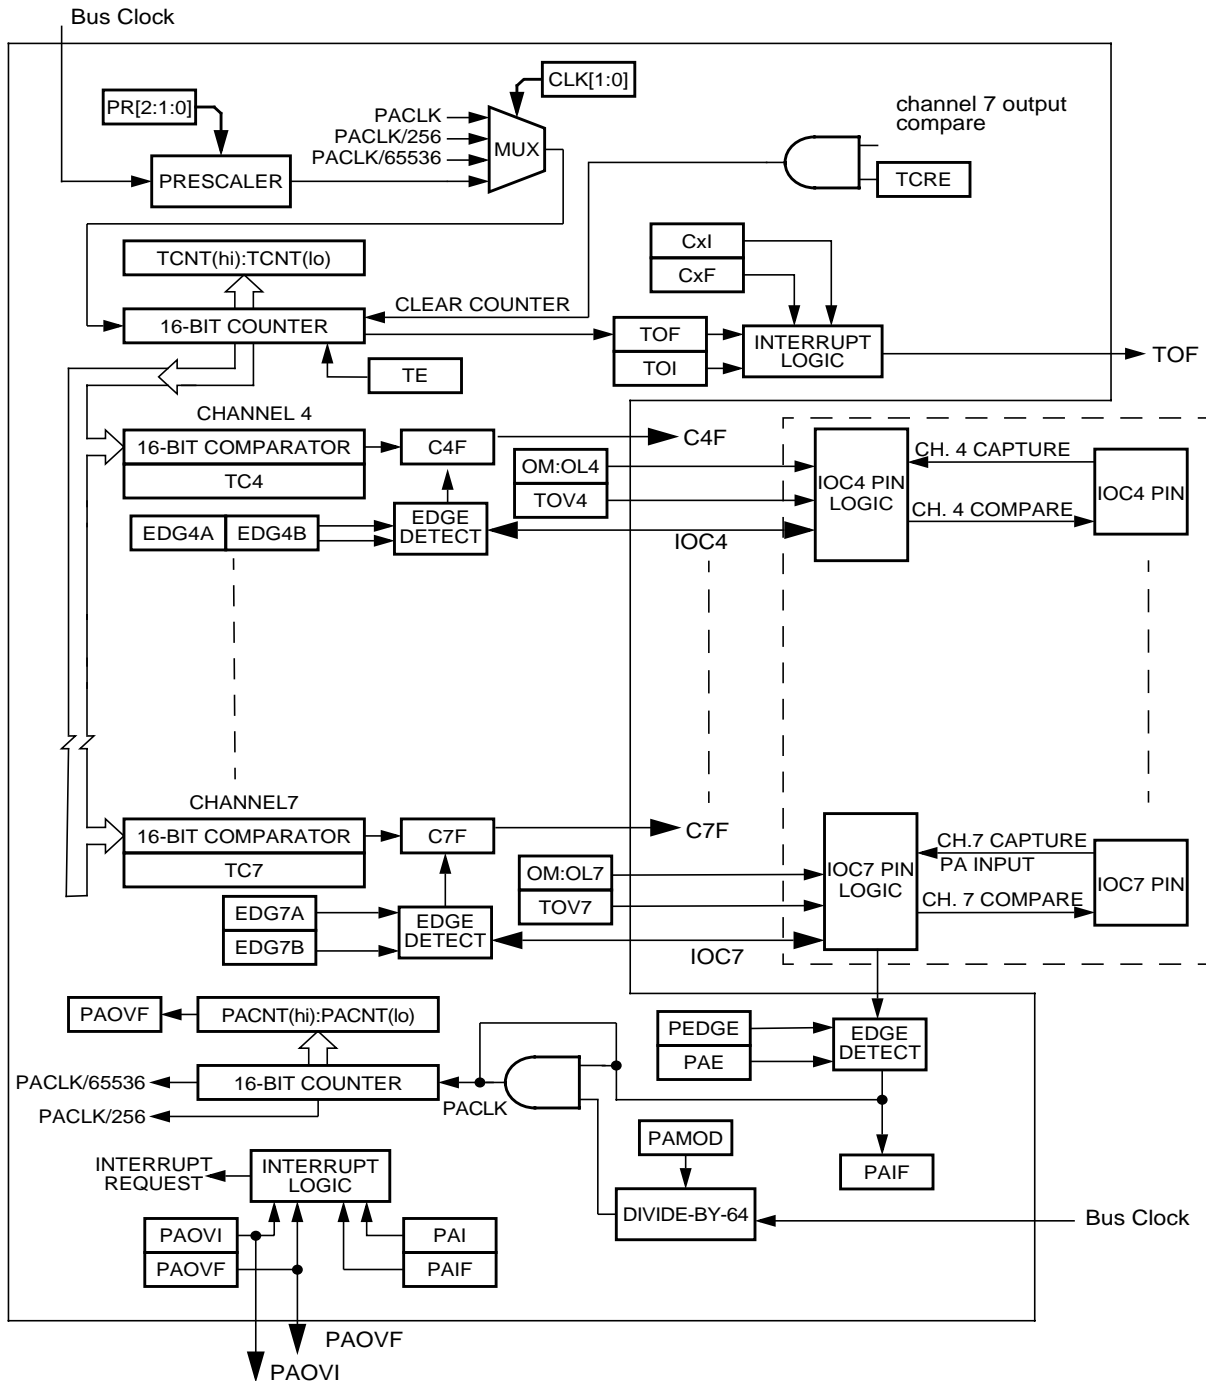 Bus Clock
PR[2:1:0]
CLK[1:0]
PACLK
PACLK/256
PACLK/65536
MUX
PRESCALER
channel 7 output
compare
TCRE
TCNT(hi):TCNT(lo)
CxI
CxF
CLEAR COUNTER
16-BIT COUNTER
TOF
TOI
INTERRUPT
LOGIC
TOF
TE
CHANNEL 4
16-BIT COMPARATOR
TC4
C4F
C4F
EDG4A
EDG4B
EDGE
DETECT
OM:OL4
TOV4
IOC4
IOC4 PIN
LOGIC
CH. 4 CAPTURE
CH. 4 COMPARE
IOC4 PIN
CHANNEL7
16-BIT COMPARATOR
TC7
C7F
C7F
EDG7A
EDG7B
EDGE
DETECT
OM:OL7
TOV7
IOC7
IOC7 PIN
LOGIC
CH.7 CAPTURE
PA INPUT
CH. 7 COMPARE
IOC7 PIN
PAOVF
PACNT(hi):PACNT(lo)
PEDGE
PAE
EDGE
DETECT
PACLK/65536
16-BIT COUNTER
PACLK
PACLK/256
PAMOD
PAIF
INTERRUPT
REQUEST
INTERRUPT
LOGIC
DIVIDE-BY-64
Bus Clock
PAOVI
PAOVF
PAI
PAIF
PAOVF
PAOVI